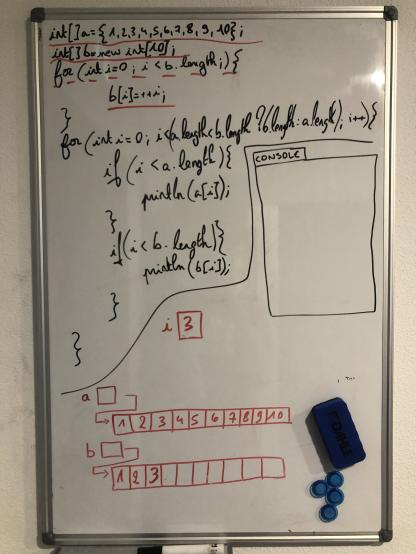 int[] a = {1,2,3,4,5,6,7,8,9,10};
int[] b = new int[10];
for (int i=0; i < b.length;) {
b[i]=++i;
}
for (int i=0; i<(a.length<b.length ? b.length : a.length); i++) {
if (i < a.length) {
println (a[i]);
}
if (i < b.length) {
println (b[i]);
}
}
}
CONSOLE
i 3
a
1 2 3 4 5 6 7 8 9 10
b
1 2 3